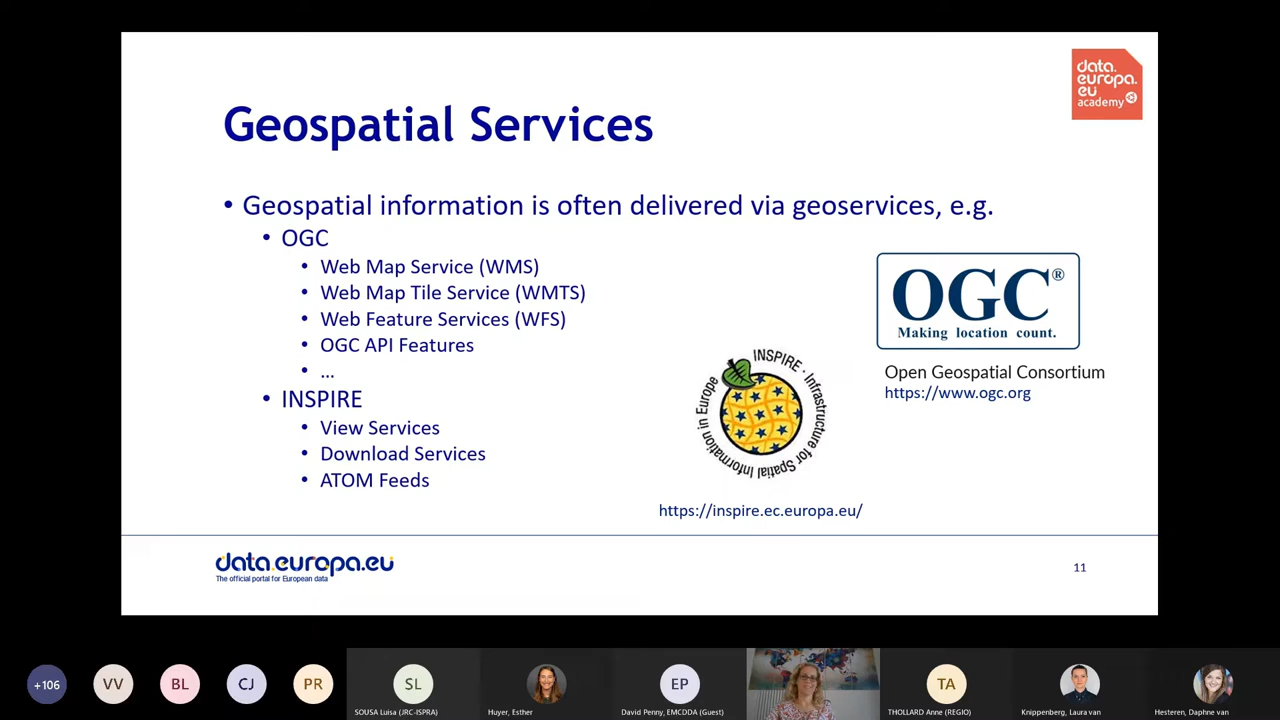 data.
europa.
eu
academy
Geospatial Services
• Geospatial information is often delivered via geoservices, e.g.
• OGC
• Web Map Service (WMS)
• Web Map Tile Service (WMTS)
• Web Feature Services (WFS)
• OGC API Features
• ...
• INSPIRE
• View Services
• Download Services
• ATOM Feeds
OGC®
Making location count.
Open Geospatial Consortium
https://www.ogc.org
INSPIRE · Infrastructure for Spatial Information in Europe
https://inspire.ec.europa.eu/
data.europa.eu
The official portal for European data
11
+106
VV
BL
CJ
PR
SL
EP
TA
SOUSA Luisa (JRC-ISPRA)
Huyer, Esther
David Penny, EMCDDA (Guest)
THOLLARD Anne (REGIO)
Knippenberg, Laura van
Hesteren, Daphne van